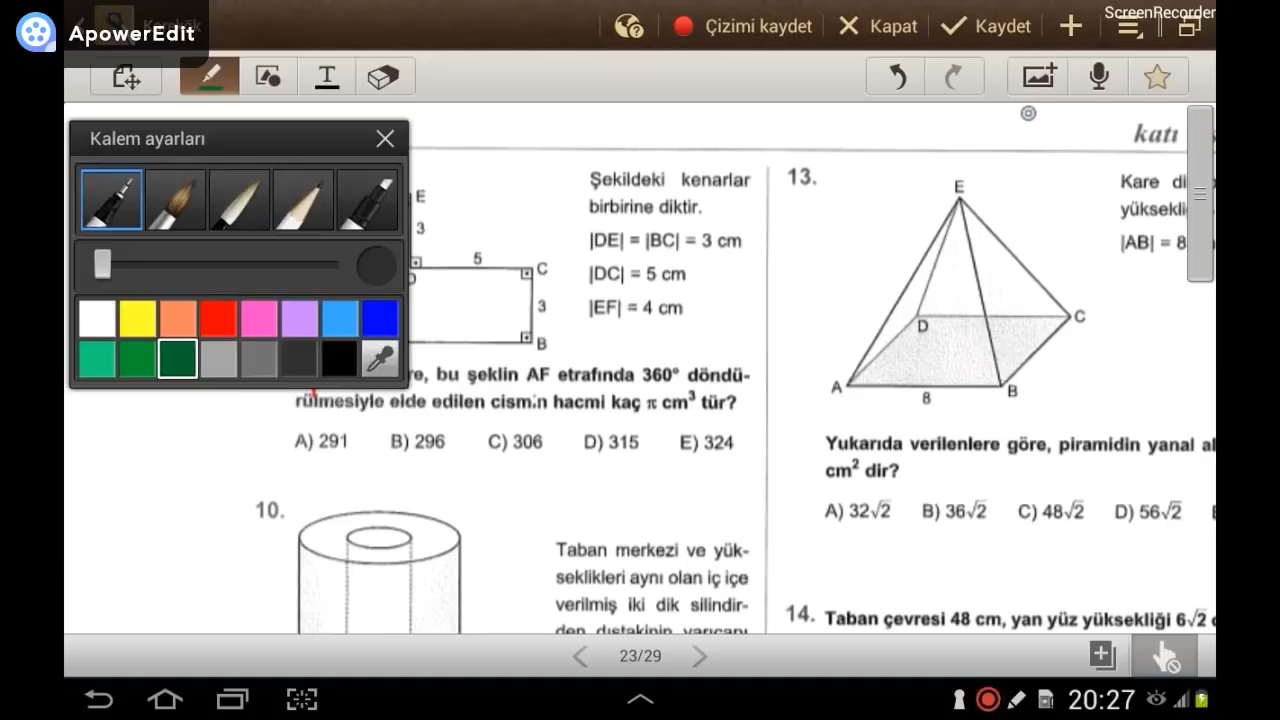 ScreenRecorder
ApowerEdit
Çizimi kaydet
Kapat
Kaydet
T
Kalem ayarları
katı
E
3
5
C
3
B
Şekildeki kenarlar
birbirine diktir.
|DE| = |BC| = 3 cm
|DC| = 5 cm
|EF| = 4 cm
re, bu şeklin AF etrafında 360° döndü-
rülmesiyle elde edilen cismin hacmi kaç π cm³ tür?
A) 291 B) 296 C) 306 D) 315 E) 324
10.
Taban merkezi ve yük-
seklikleri aynı olan iç içe
verilmiş iki dik silindir-
den dıştakinin yarıçapı
13.
E
D
C
A
B
8
Kare di
yüksekli
|AB| = 8
Yukarıda verilenlere göre, piramidin yanal al
cm² dir?
A) 32√2 B) 36√2 C) 48√2 D) 56√2
14. Taban çevresi 48 cm, yan yüz yüksekliği 6√2 c
23/29
20:27